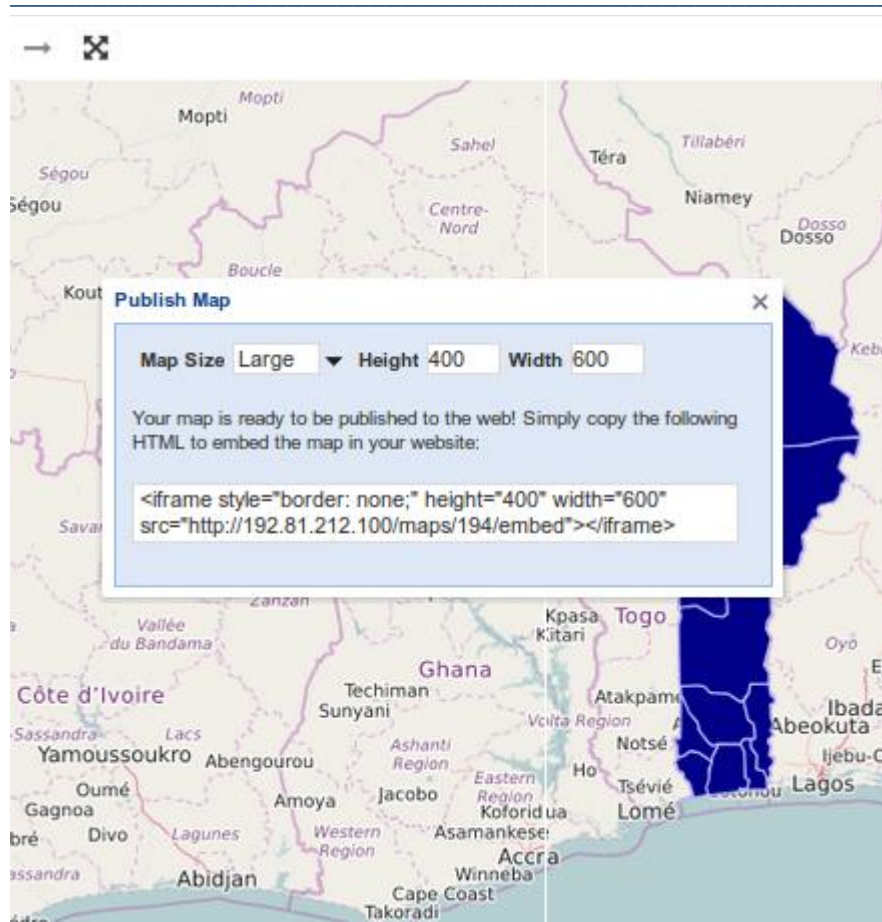 Mopti
Mopti
Sahel
Téra
Tillabéri
Ségou
Ségou
Niamey
Centre-
Nord
Dosso
Dosso
Boucle
Publish Map
Map Size Large Height 400 Width 600
Your map is ready to be published to the web! Simply copy the following
HTML to embed the map in your website:
<iframe style="border: none;" height="400" width="600"
src="http://192.81.212.100/maps/194/embed"></iframe>
Zanzan
Vallée
du Bandama
Kpasa
Kitari
Togo
Oyo
Ghana
Côte d'Ivoire
Techiman
Sunyani
Atakpamé
Volta Region
Abeokuta
-Sassandra
Lacs
Yamoussoukro
Abengourou
Ashanti
Region
Notsé
Ijebu-O
Ho
Oumé
Gagnoa
Amoya
Jacobo
Eastern
Region
Koforidua
Tsévié
Lomé
Lagos
Divo
Lagunes
Western
Region
Asamankese
Accra
Winneba
Abidjan
Cape Coast
Takoradi